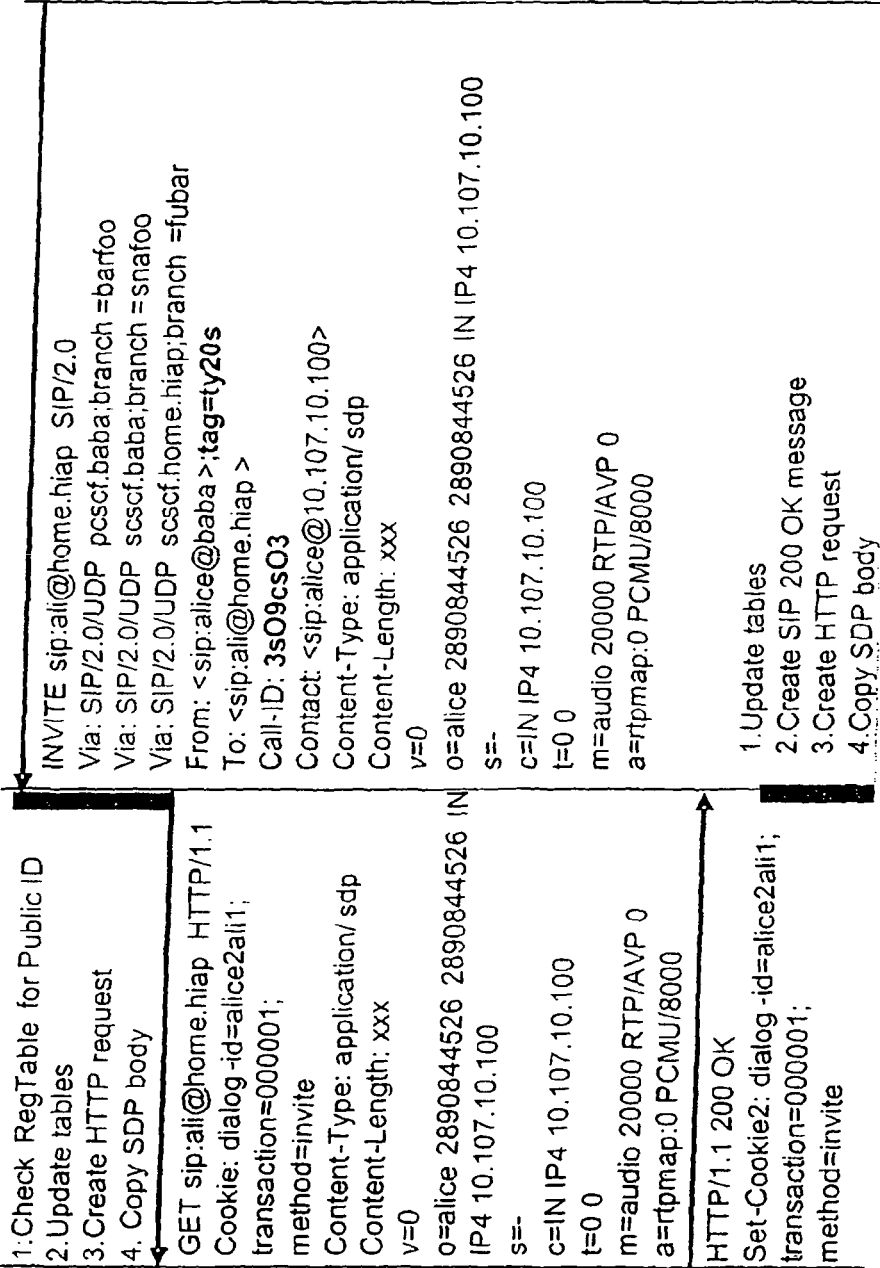 INVITE sip:ali@home.hiap SIP/2.0
Via: SIP/2.0/UDP pcscf.baba;branch =barfoo
Via: SIP/2.0/UDP scscf.baba;branch =snafoo
Via: SIP/2.0/UDP scscf.home.hiap;branch =fubar
From: <sip:alice@baba >;tag=ty20s
To: <sip:ali@home.hiap >
Call-ID: 3sO9csO3
Contact: <sip:alice@10.107.10.100>
Content-Type: application/ sdp
Content-Length: xxx
v=0
o=alice 2890844526 2890844526 IN IP4 10.107.10.100
s=-
c=IN IP4 10.107.10.100
t=0 0
m=audio 20000 RTP/AVP 0
a=rtpmap:0 PCMU/8000
1:Check RegTable for Public ID
2.Update tables
3.Create HTTP request
4. Copy SDP body
GET sip:ali@home.hiap HTTP/1.1
Cookie: dialog -id=alice2ali1;
transaction=000001;
method=invite
Content-Type: application/ sdp
Content-Length: xxx
v=0
o=alice 2890844526 2890844526 IN
IP4 10.107.10.100
s=-
c=IN IP4 10.107.10.100
t=0 0
m=audio 20000 RTP/AVP 0
a=rtpmap:0 PCMU/8000
HTTP/1.1 200 OK
Set-Cookie2: dialog -id=alice2ali1;
transaction=000001;
method=invite
1.Update tables
2.Create SIP 200 OK message
3.Create HTTP request
4.Copy SDP body